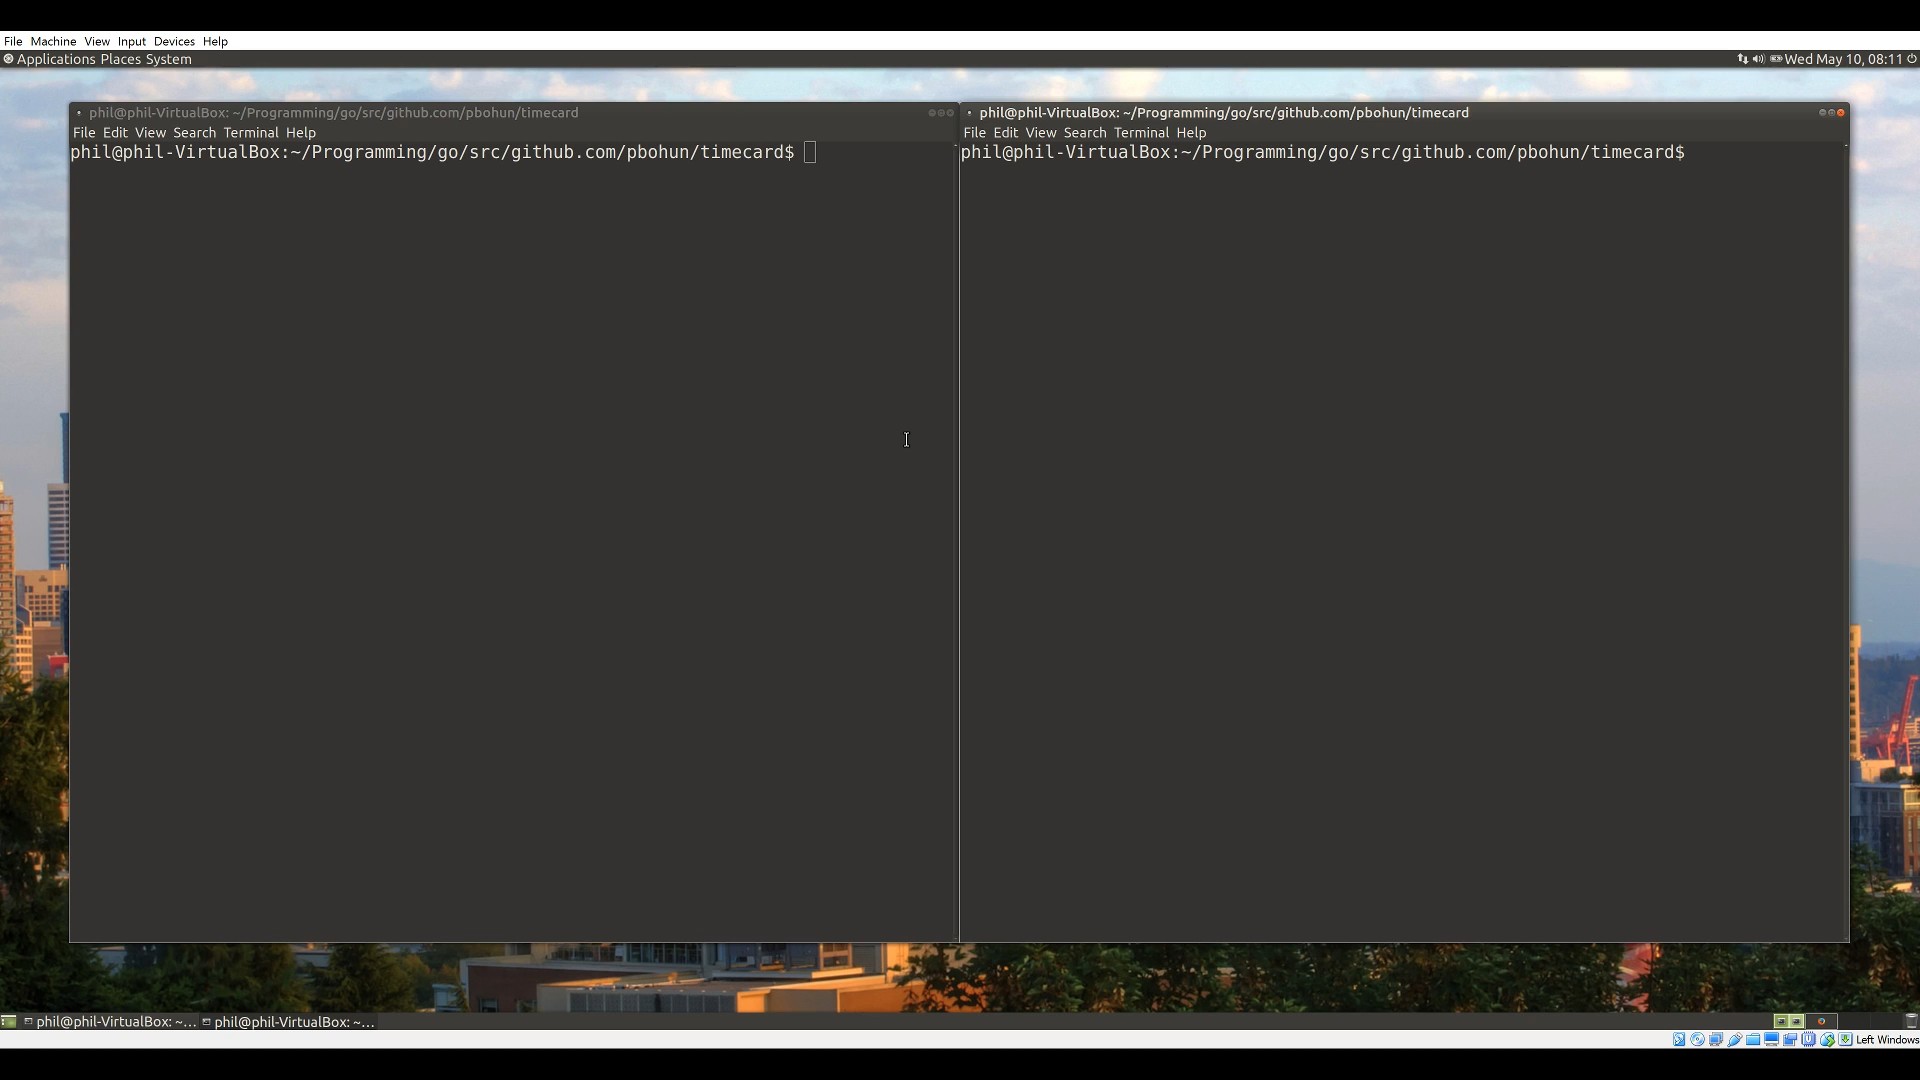 File Machine View Input Devices Help
Applications Places System
Wed May 10, 08:11
phil@phil-VirtualBox: ~/Programming/go/src/github.com/pbohun/timecard
File Edit View Search Terminal Help
phil@phil-VirtualBox:~/Programming/go/src/github.com/pbohun/timecard$
phil@phil-VirtualBox: ~/Programming/go/src/github.com/pbohun/timecard
File Edit View Search Terminal Help
phil@phil-VirtualBox:~/Programming/go/src/github.com/pbohun/timecard$
phil@phil-VirtualBox: ~...
phil@phil-VirtualBox: ~...
Left Windows